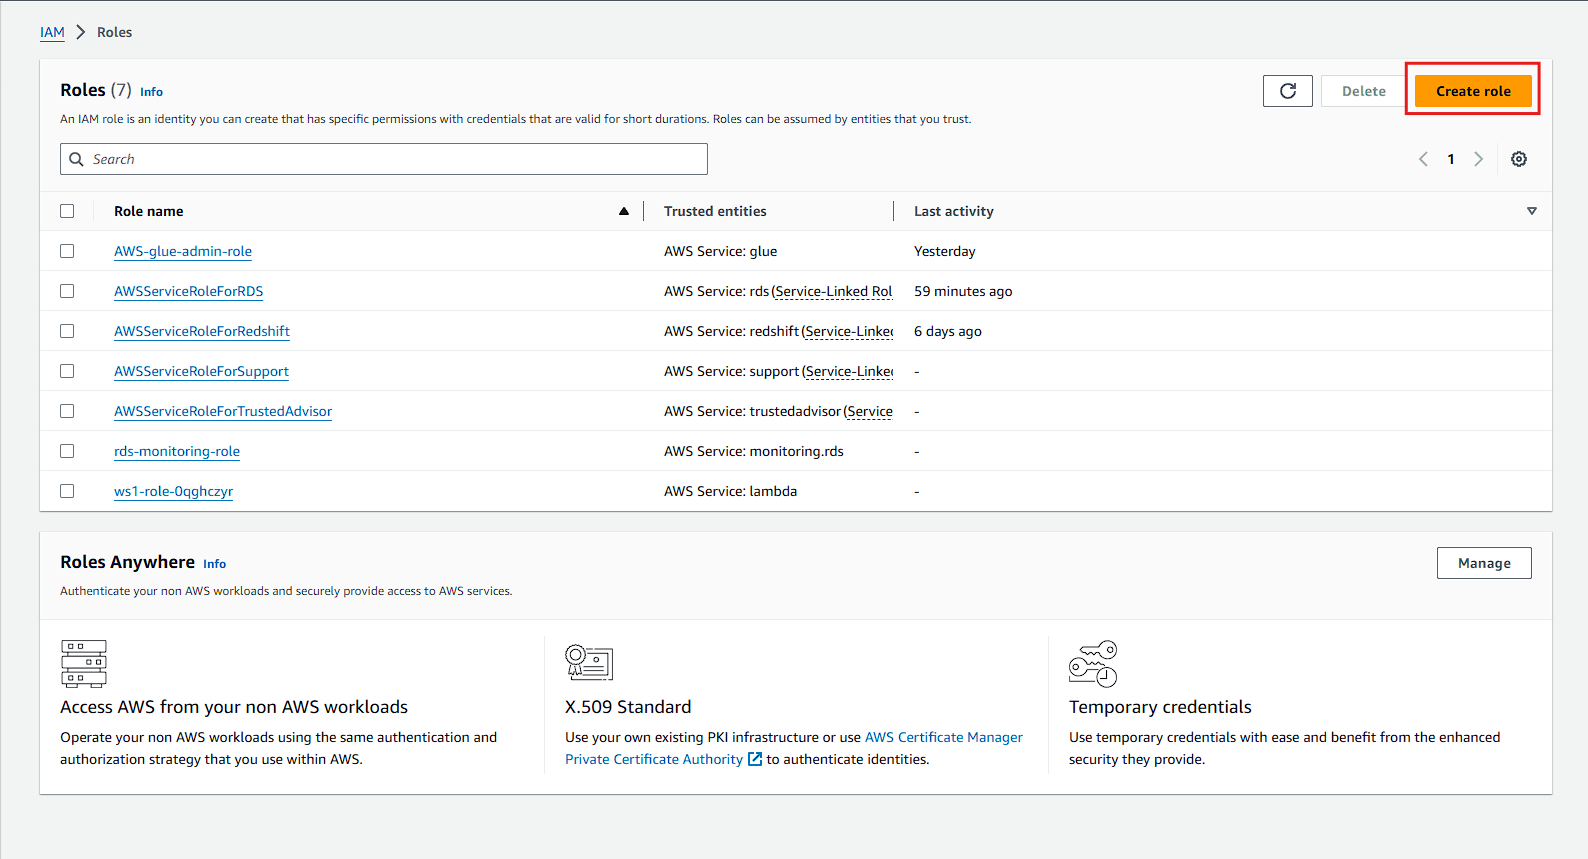 IAM > Roles
Roles (7) Info
Delete
Create role
An IAM role is an identity you can create that has specific permissions with credentials that are valid for short durations. Roles can be assumed by entities that you trust.
Search
1
Role name Trusted entities Last activity
AWS-glue-admin-role AWS Service: glue Yesterday
AWSServiceRoleForRDS AWS Service: rds (Service-Linked Rol 59 minutes ago
AWSServiceRoleForRedshift AWS Service: redshift (Service-Linked 6 days ago
AWSServiceRoleForSupport AWS Service: support (Service-Linked -
AWSServiceRoleForTrustedAdvisor AWS Service: trustedadvisor (Service -
rds-monitoring-role AWS Service: monitoring.rds -
ws1-role-0qghczyr AWS Service: lambda -
Roles Anywhere Info
Manage
Authenticate your non AWS workloads and securely provide access to AWS services.
Access AWS from your non AWS workloads
Operate your non AWS workloads using the same authentication and
authorization strategy that you use within AWS.
X.509 Standard
Use your own existing PKI infrastructure or use AWS Certificate Manager
Private Certificate Authority to authenticate identities.
Temporary credentials
Use temporary credentials with ease and benefit from the enhanced
security they provide.